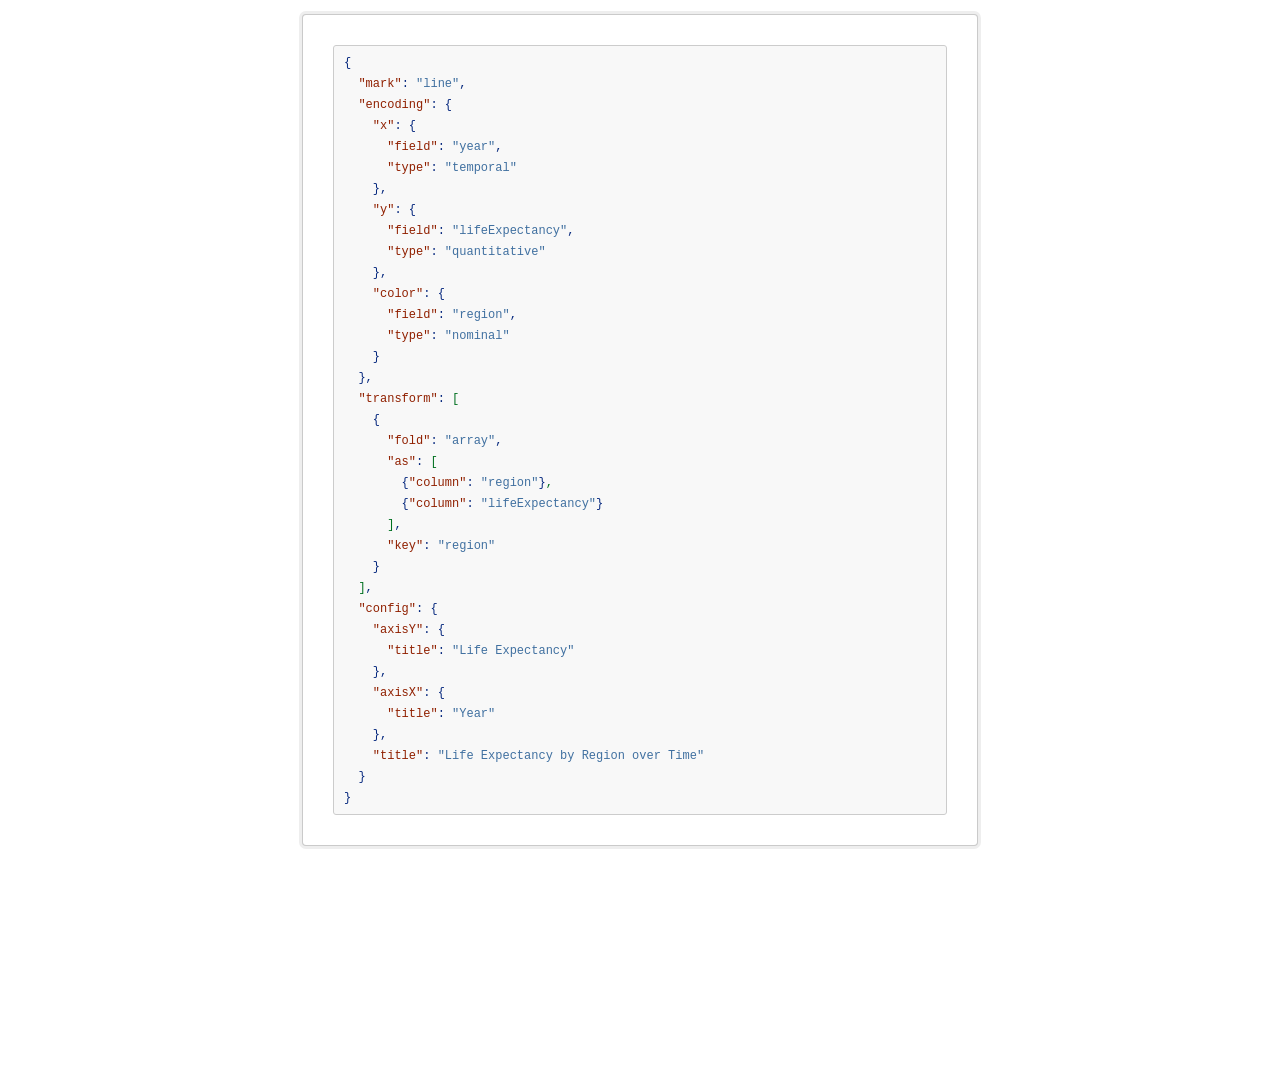 {
  "mark": "line",
  "encoding": {
    "x": {
      "field": "year",
      "type": "temporal"
    },
    "y": {
      "field": "lifeExpectancy",
      "type": "quantitative"
    },
    "color": {
      "field": "region",
      "type": "nominal"
    }
  },
  "transform": [
    {
      "fold": "array",
      "as": [
        {"column": "region"},
        {"column": "lifeExpectancy"}
      ],
      "key": "region"
    }
  ],
  "config": {
    "axisY": {
      "title": "Life Expectancy"
    },
    "axisX": {
      "title": "Year"
    },
    "title": "Life Expectancy by Region over Time"
  }
}